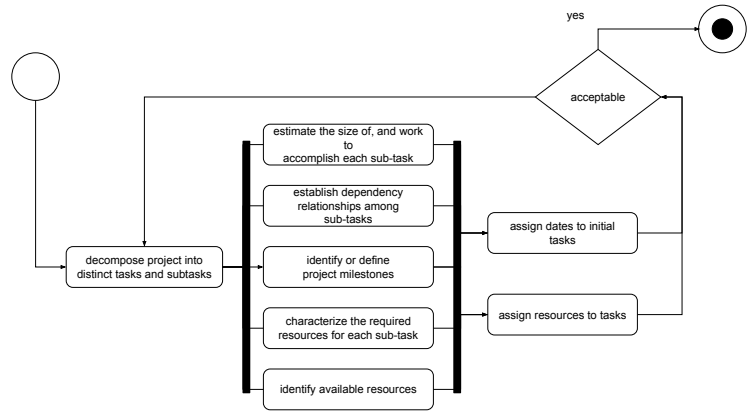 yes
acceptable
estimate the size of, and work
to
accomplish each sub-task
establish dependency
relationships among
sub-tasks
assign dates to initial
tasks
decompose project into
distinct tasks and subtasks
identify or define
project milestones
characterize the required
resources for each sub-task
assign resources to tasks
identify available resources